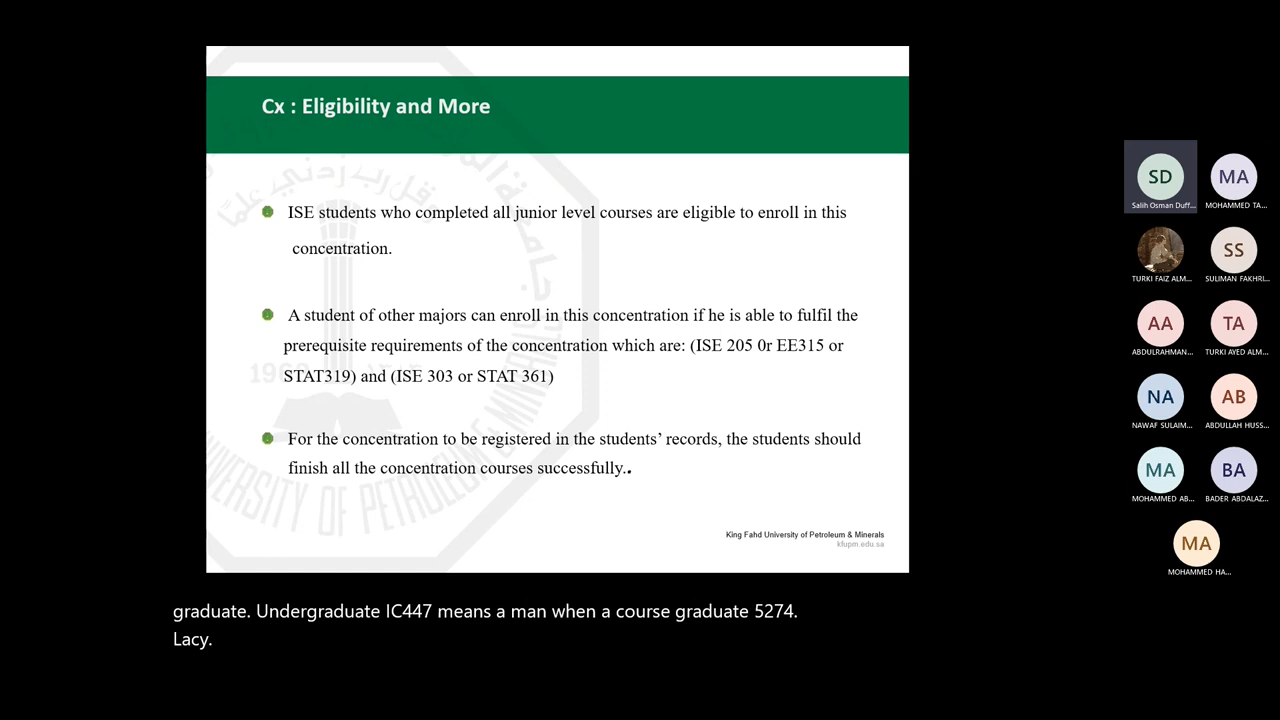 Cx : Eligibility and More
ISE students who completed all junior level courses are eligible to enroll in this
concentration.
A student of other majors can enroll in this concentration if he is able to fulfil the
prerequisite requirements of the concentration which are: (ISE 205 0r EE315 or
STAT319) and (ISE 303 or STAT 361)
For the concentration to be registered in the students’ records, the students should
finish all the concentration courses successfully..
King Fahd University of Petroleum & Minerals
kfupm.edu.sa
graduate. Undergraduate IC447 means a man when a course graduate 5274.
Lacy.
SD
Salih Osman Duff...
MA
MOHAMMED TA...
TURKI FAIZ ALM...
SS
SULIMAN FAKHRI...
AA
ABDULRAHMAN...
TA
TURKI AYED ALM...
NA
NAWAF SULAIM...
AB
ABDULLAH HUSS...
MA
MOHAMMED AB...
BA
BADER ABDALAZ...
MA
MOHAMMED HA...